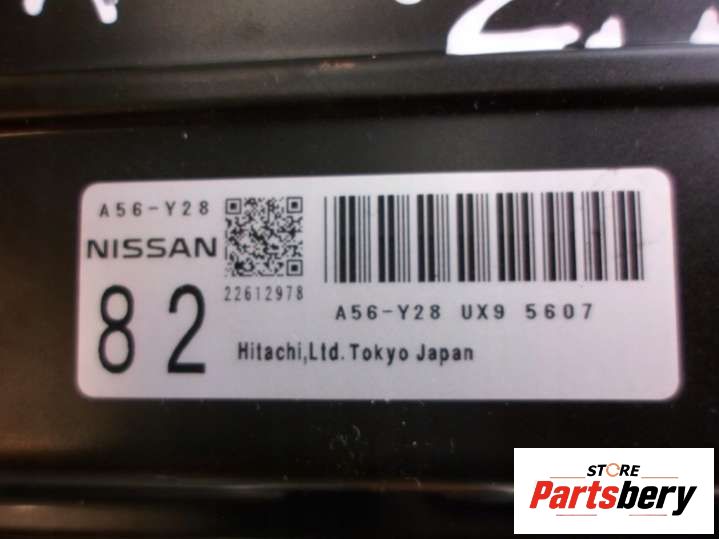 A56-Y28
NISSAN
82
22612978
A56-Y28 UX9 5607
Hitachi,Ltd.Tokyo Japan
STORE
Partsbery